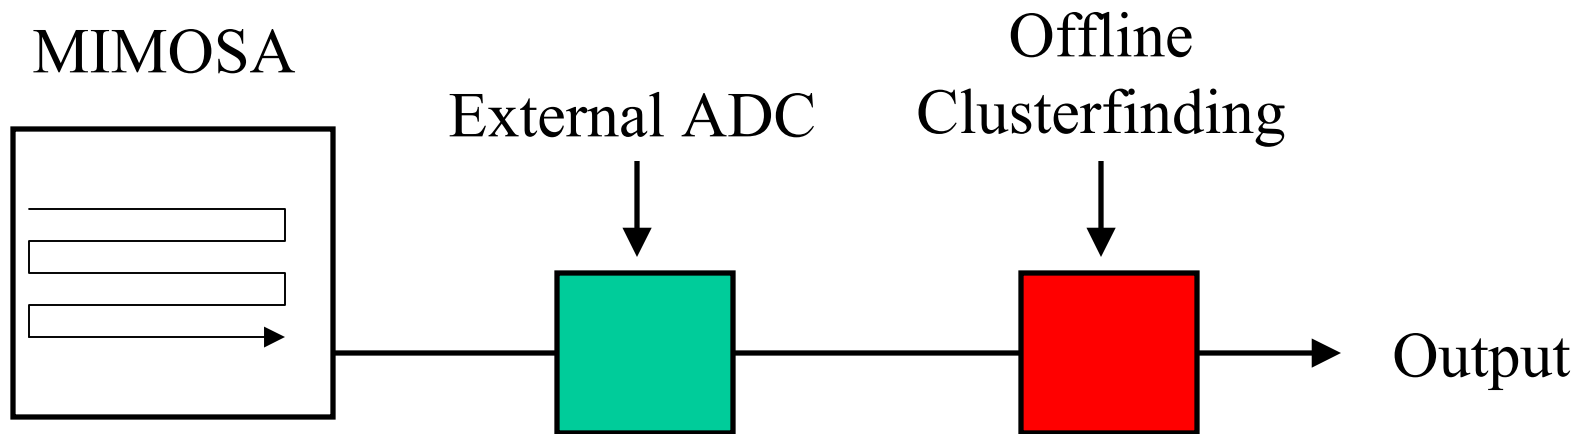 MIMOSA
External ADC
Offline
Clusterfinding
Output